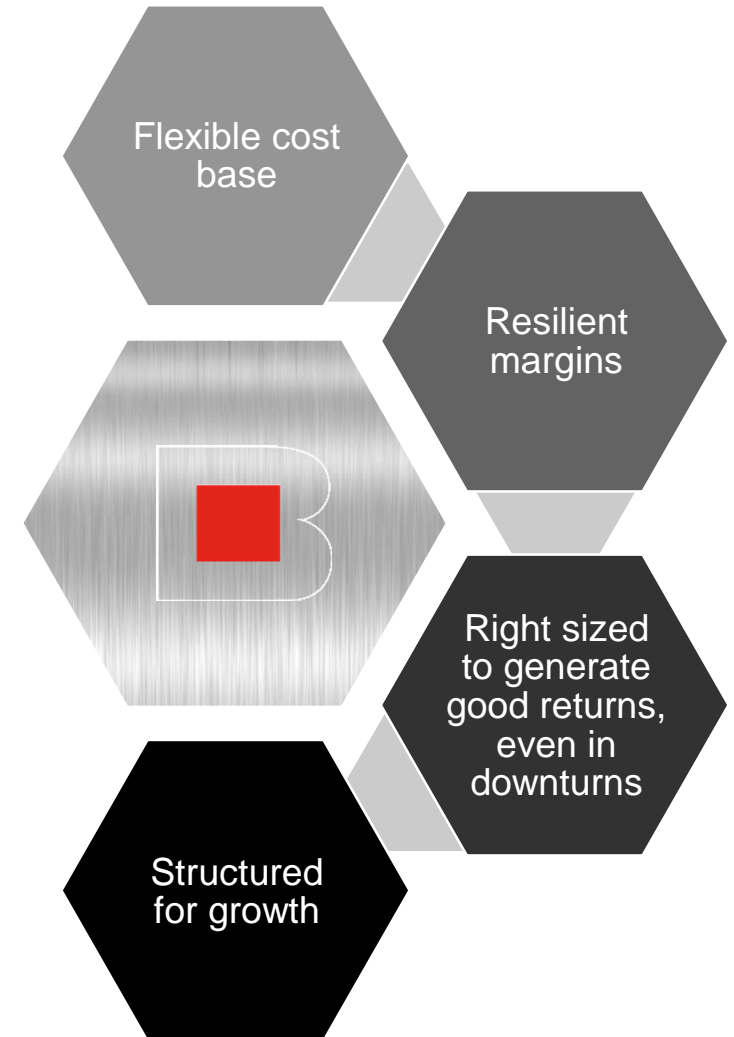 Flexible cost
base
Resilient
margins
B
Right sized
to generate
good returns,
even in
downturns
Structured
for growth